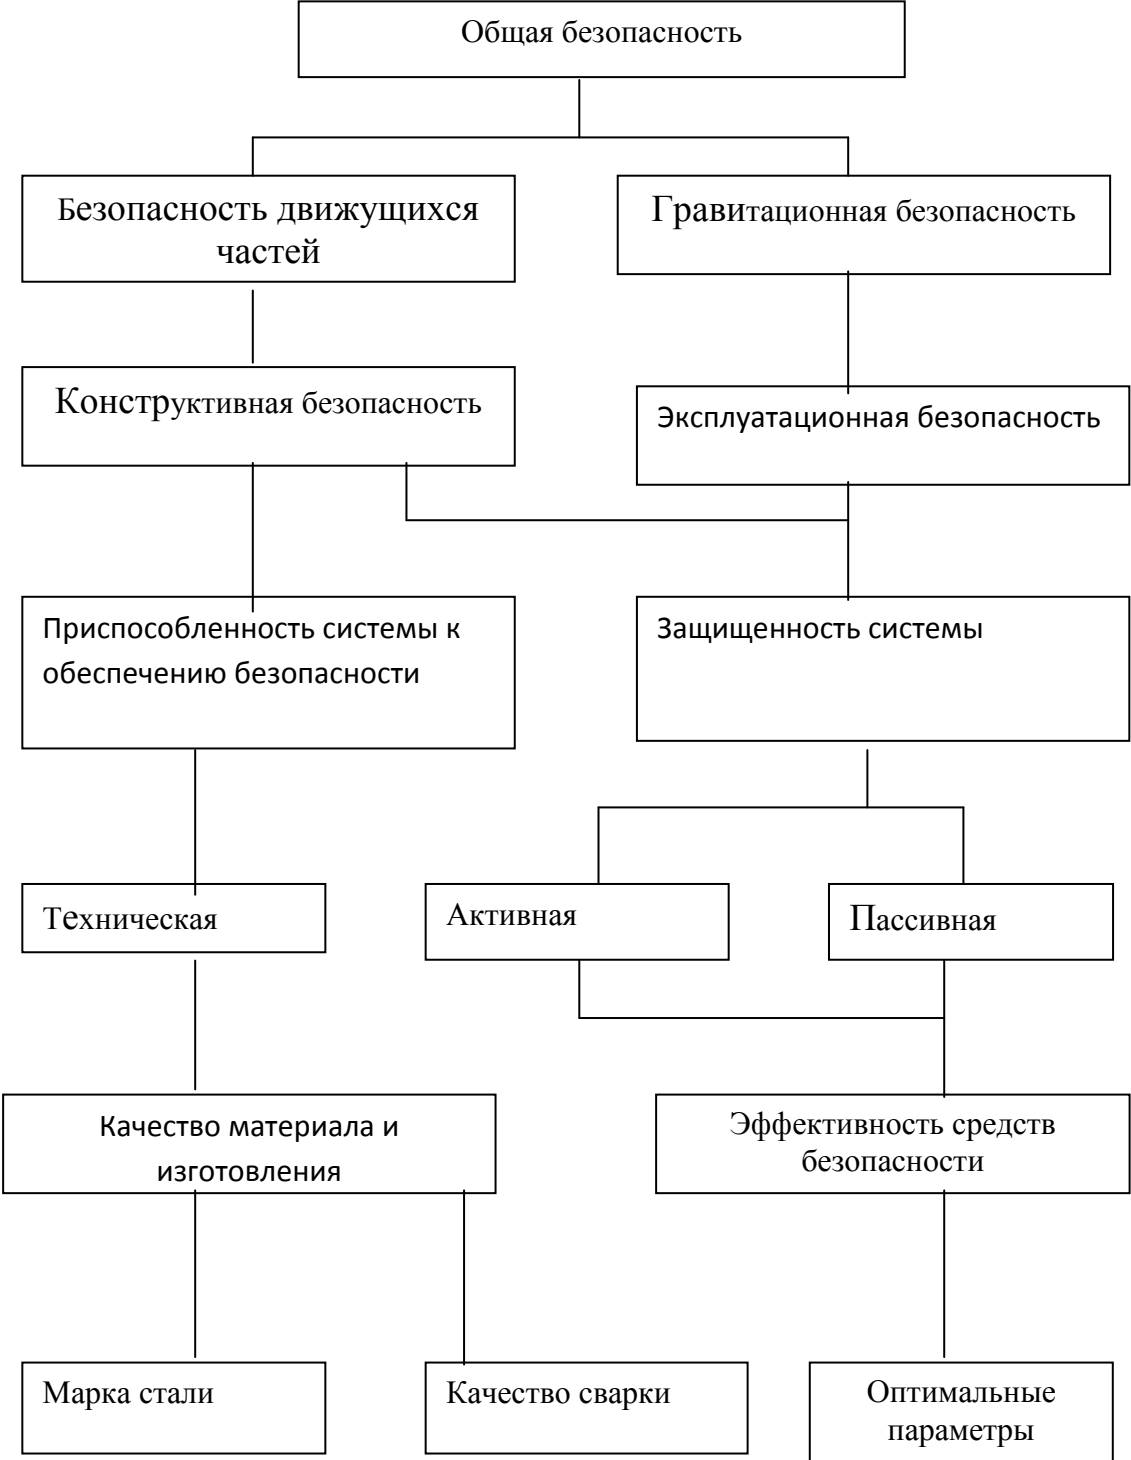 Общая безопасность
Безопасность движущихся
частей
Гравитационная безопасность
Конструктивная безопасность
Эксплуатационная безопасность
Приспособленность системы к
обеспечению безопасности
Защищенность системы
Техническая
Активная
Пассивная
Качество материала и
изготовления
Эффективность средств
безопасности
Марка стали
Качество сварки
Оптимальные
параметры